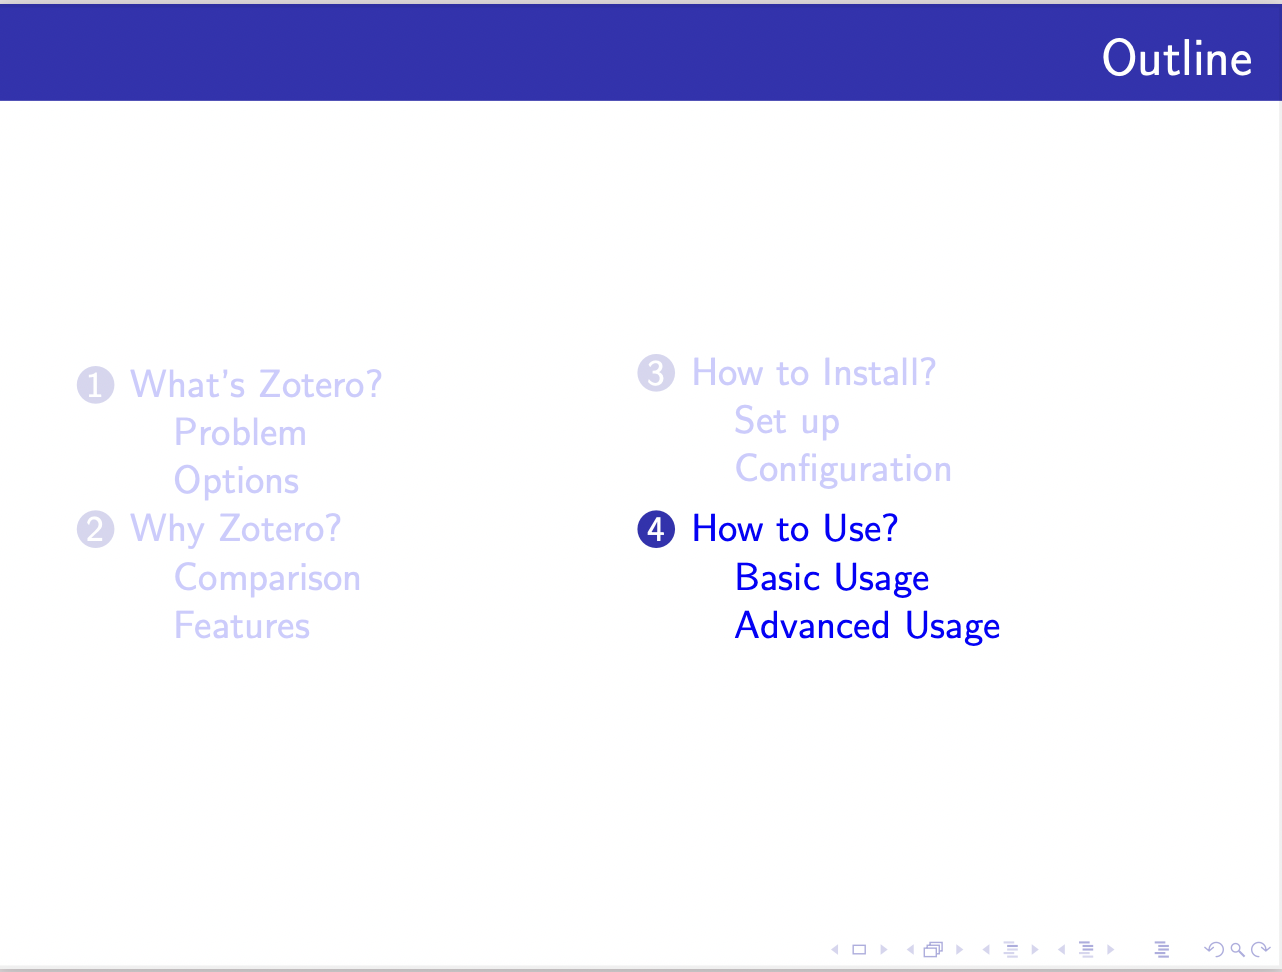 Outline
1 What's Zotero?
Problem
Options
2 Why Zotero?
Comparison
Features
3 How to Install?
Set up
Configuration
4 How to Use?
Basic Usage
Advanced Usage